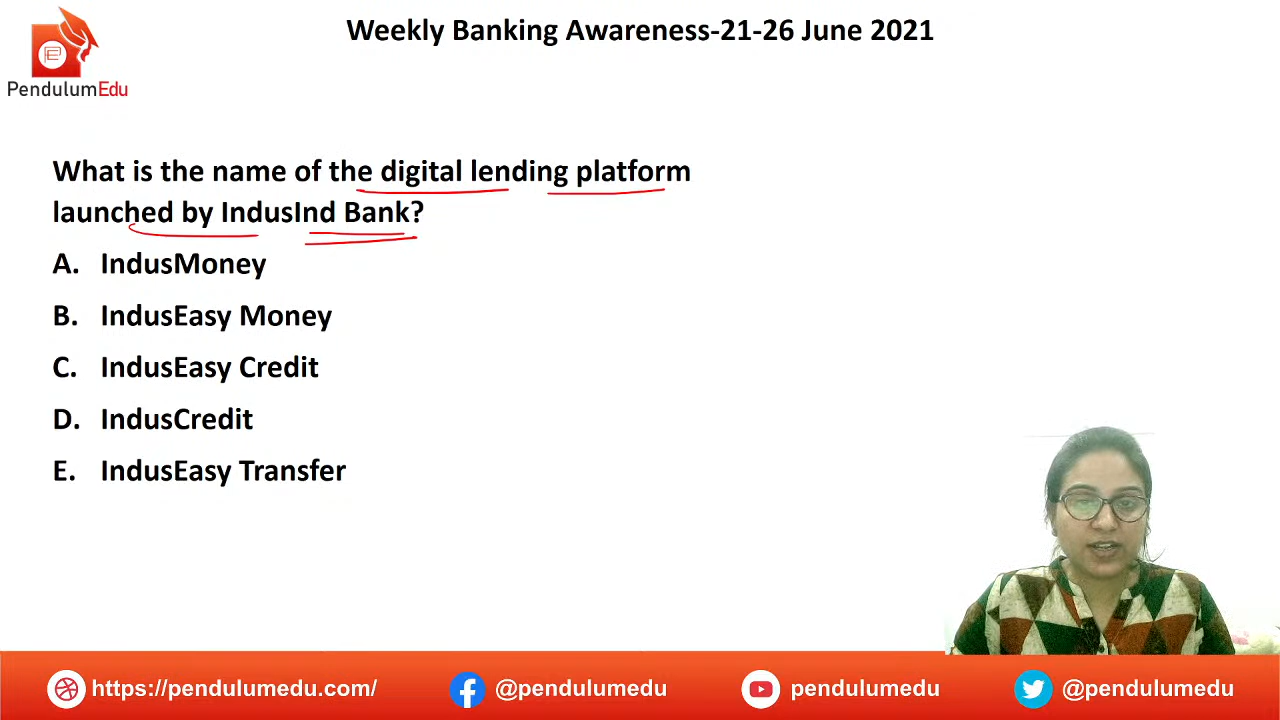 Weekly Banking Awareness-21-26 June 2021
PendulumEdu
What is the name of the digital lending platform
launched by IndusInd Bank?
A. IndusMoney
B. IndusEasy Money
C. IndusEasy Credit
D. IndusCredit
E. IndusEasy Transfer
https://pendulumedu.com/ @pendulumedu pendulumedu @pendulumedu